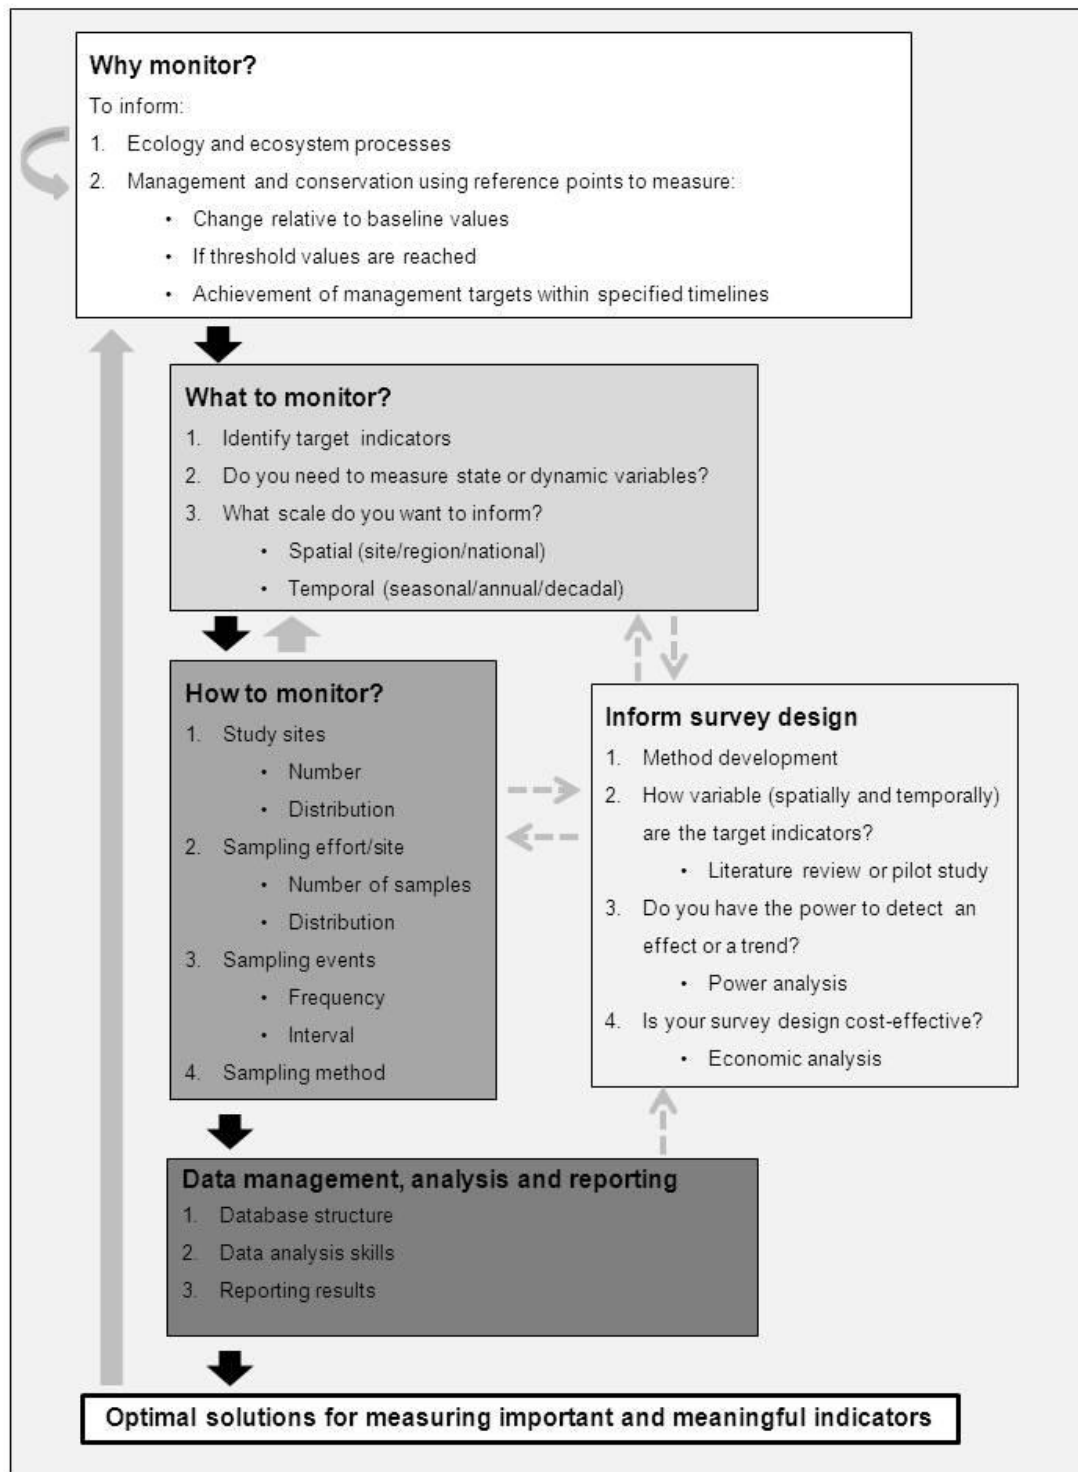 Why monitor?
To inform:
1. Ecology and ecosystem processes
2. Management and conservation using reference points to measure:
• Change relative to baseline values
• If threshold values are reached
• Achievement of management targets within specified timelines
What to monitor?
1. Identify target indicators
2. Do you need to measure state or dynamic variables?
3. What scale do you want to inform?
• Spatial (site/region/national)
• Temporal (seasonal/annual/decadal)
How to monitor?
1. Study sites
• Number
• Distribution
2. Sampling effort/site
• Number of samples
• Distribution
3. Sampling events
• Frequency
• Interval
4. Sampling method
Inform survey design
1. Method development
2. How variable (spatially and temporally)
are the target indicators?
• Literature review or pilot study
3. Do you have the power to detect an
effect or a trend?
• Power analysis
4. Is your survey design cost-effective?
• Economic analysis
Data management, analysis and reporting
1. Database structure
2. Data analysis skills
3. Reporting results
Optimal solutions for measuring important and meaningful indicators